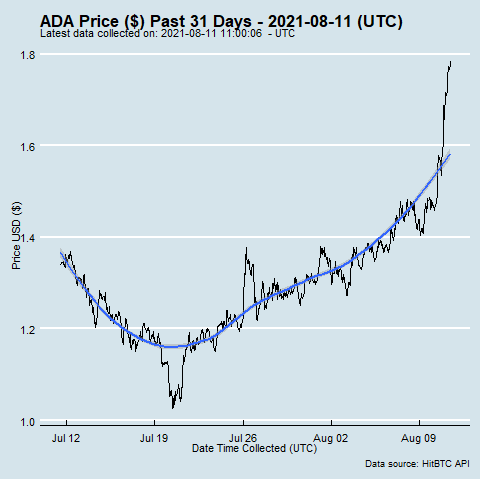 ADA Price ($) Past 31 Days - 2021-08-11 (UTC)
Latest data collected on: 2021-08-11 11:00:06  - UTC
1.8
1.6
1.4
1.2
1.0
Price USD ($)
Jul 12
Jul 19
Jul 26
Aug 02
Aug 09
Date Time Collected (UTC)
Data source: HitBTC API